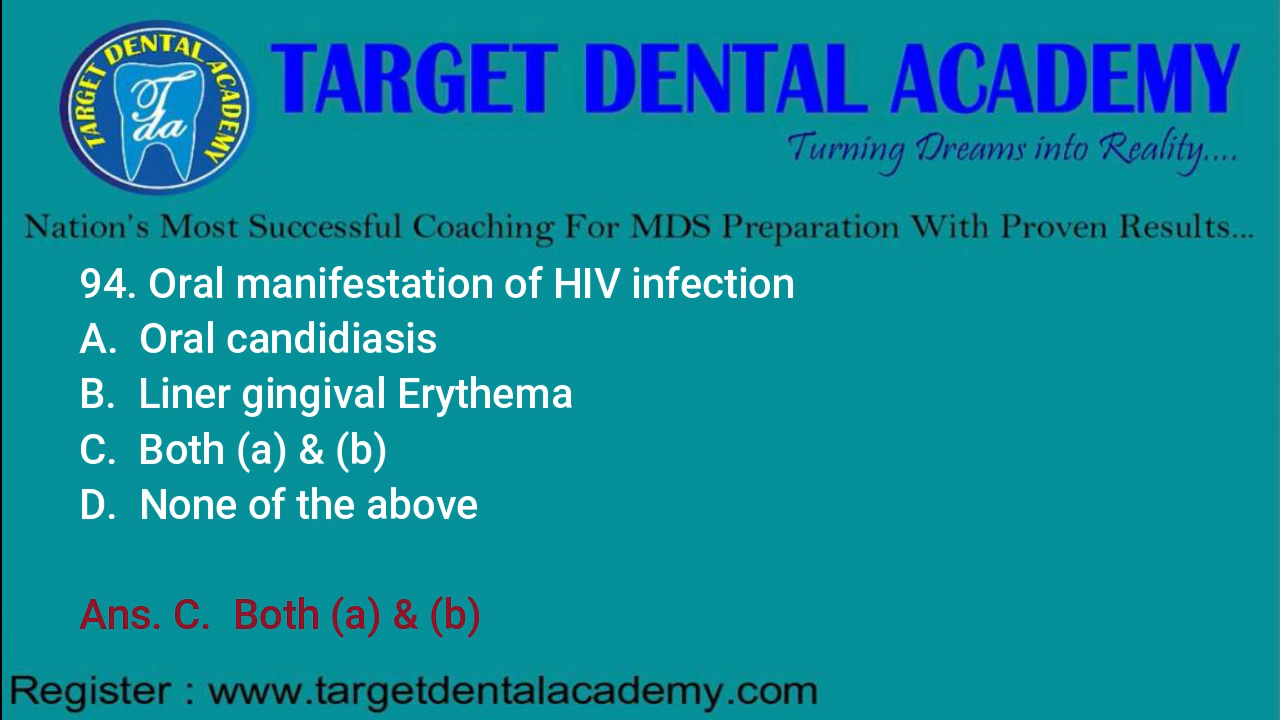 TARGET DENTAL ACADEMY
Tda
TARGET DENTAL ACADEMY
Turning Dreams into Reality....
Nation's Most Successful Coaching For MDS Preparation With Proven Results...
94. Oral manifestation of HIV infection
A. Oral candidiasis
B. Liner gingival Erythema
C. Both (a) & (b)
D. None of the above
Ans. C. Both (a) & (b)
Register : www.targetdentalacademy.com